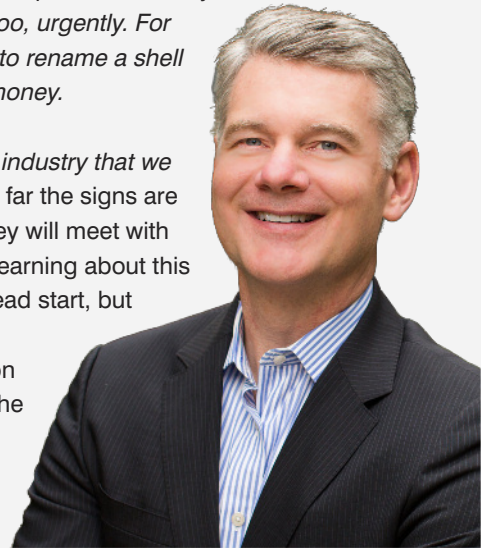 oo, urgently. For
to rename a shell
noney.
industry that we
far the signs are
ey will meet with
earning about this
ead start, but
on
he